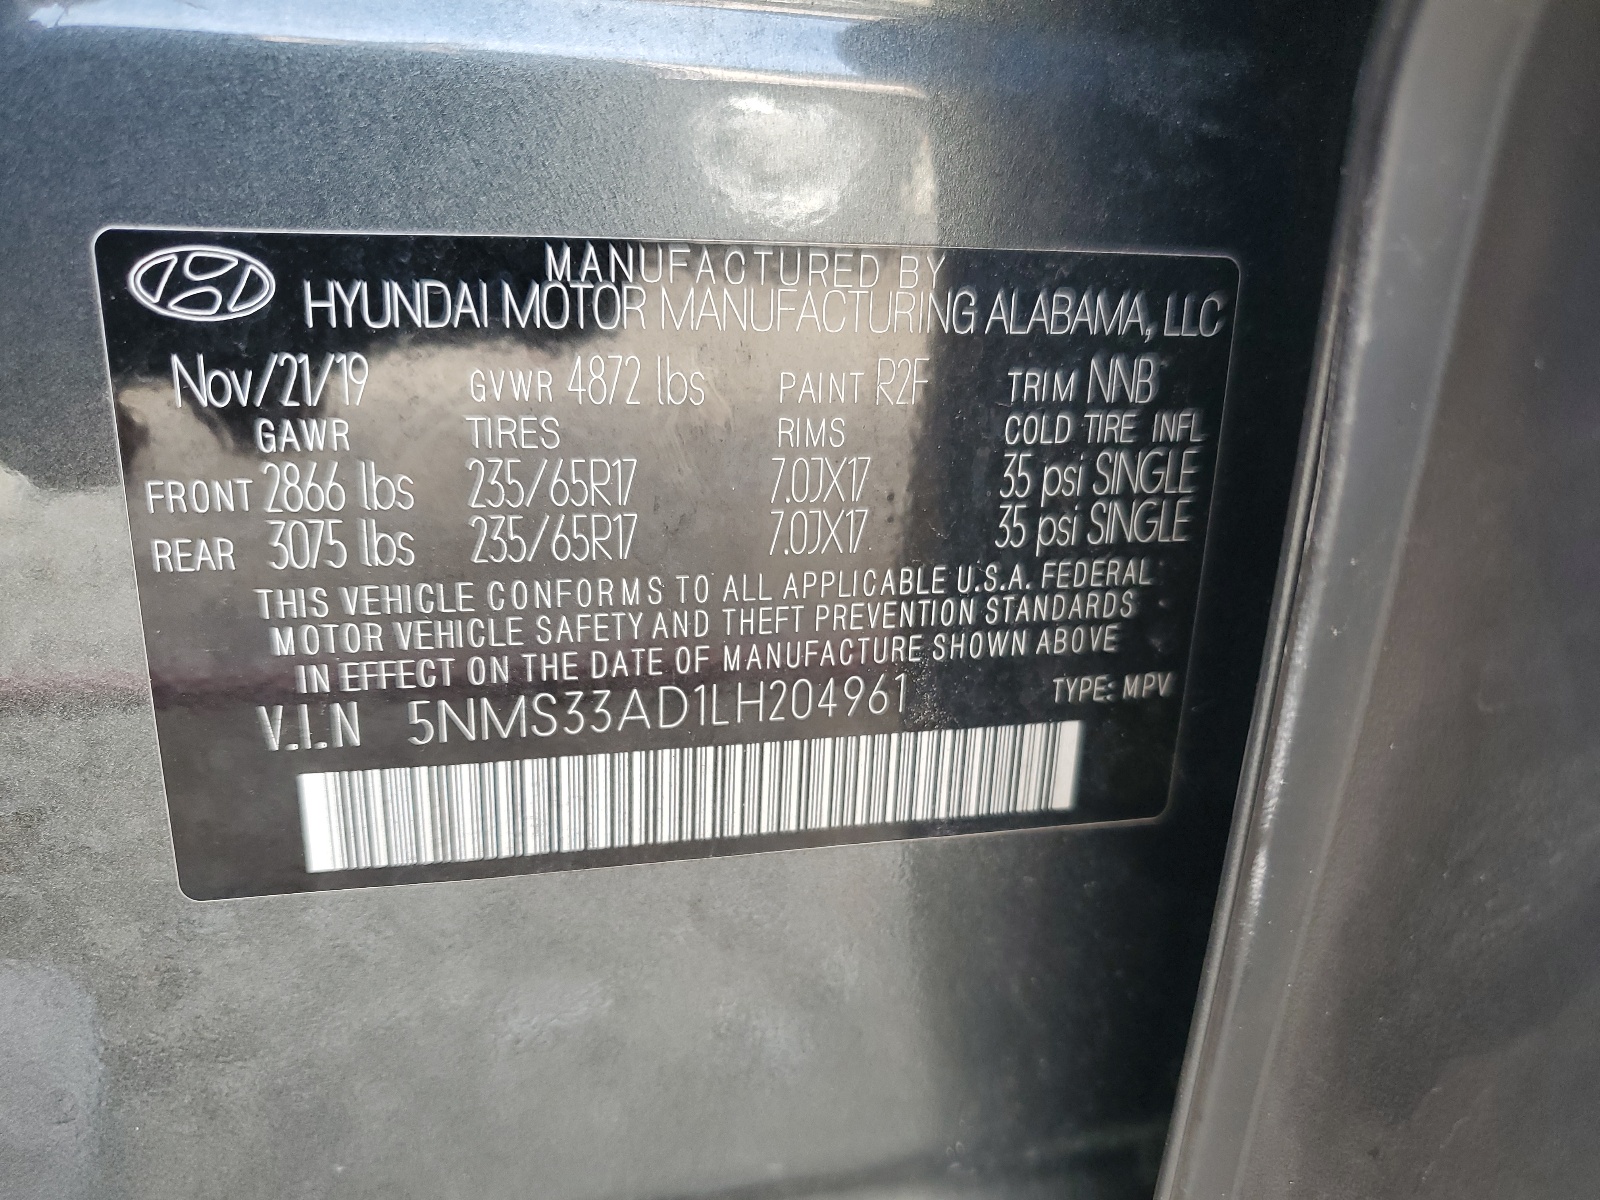 MANUFACTURED BY
HYUNDAI MOTOR MANUFACTURING ALABAMA, LLC
Nov/21/19 GVWR 4872 lbs PAINT R2F TRIM NNB
GAWR TIRES RIMS COLD TIRE INFL
FRONT 2866 lbs 235/65R17 7.0JX17 35 psi SINGLE
REAR 3075 lbs 235/65R17 7.0JX17 35 psi SINGLE
THIS VEHICLE CONFORMS TO ALL APPLICABLE U.S.A. FEDERAL
MOTOR VEHICLE SAFETY AND THEFT PREVENTION STANDARDS
IN EFFECT ON THE DATE OF MANUFACTURE SHOWN ABOVE
V.I.N 5NMS33AD1LH204961 TYPE: MPV